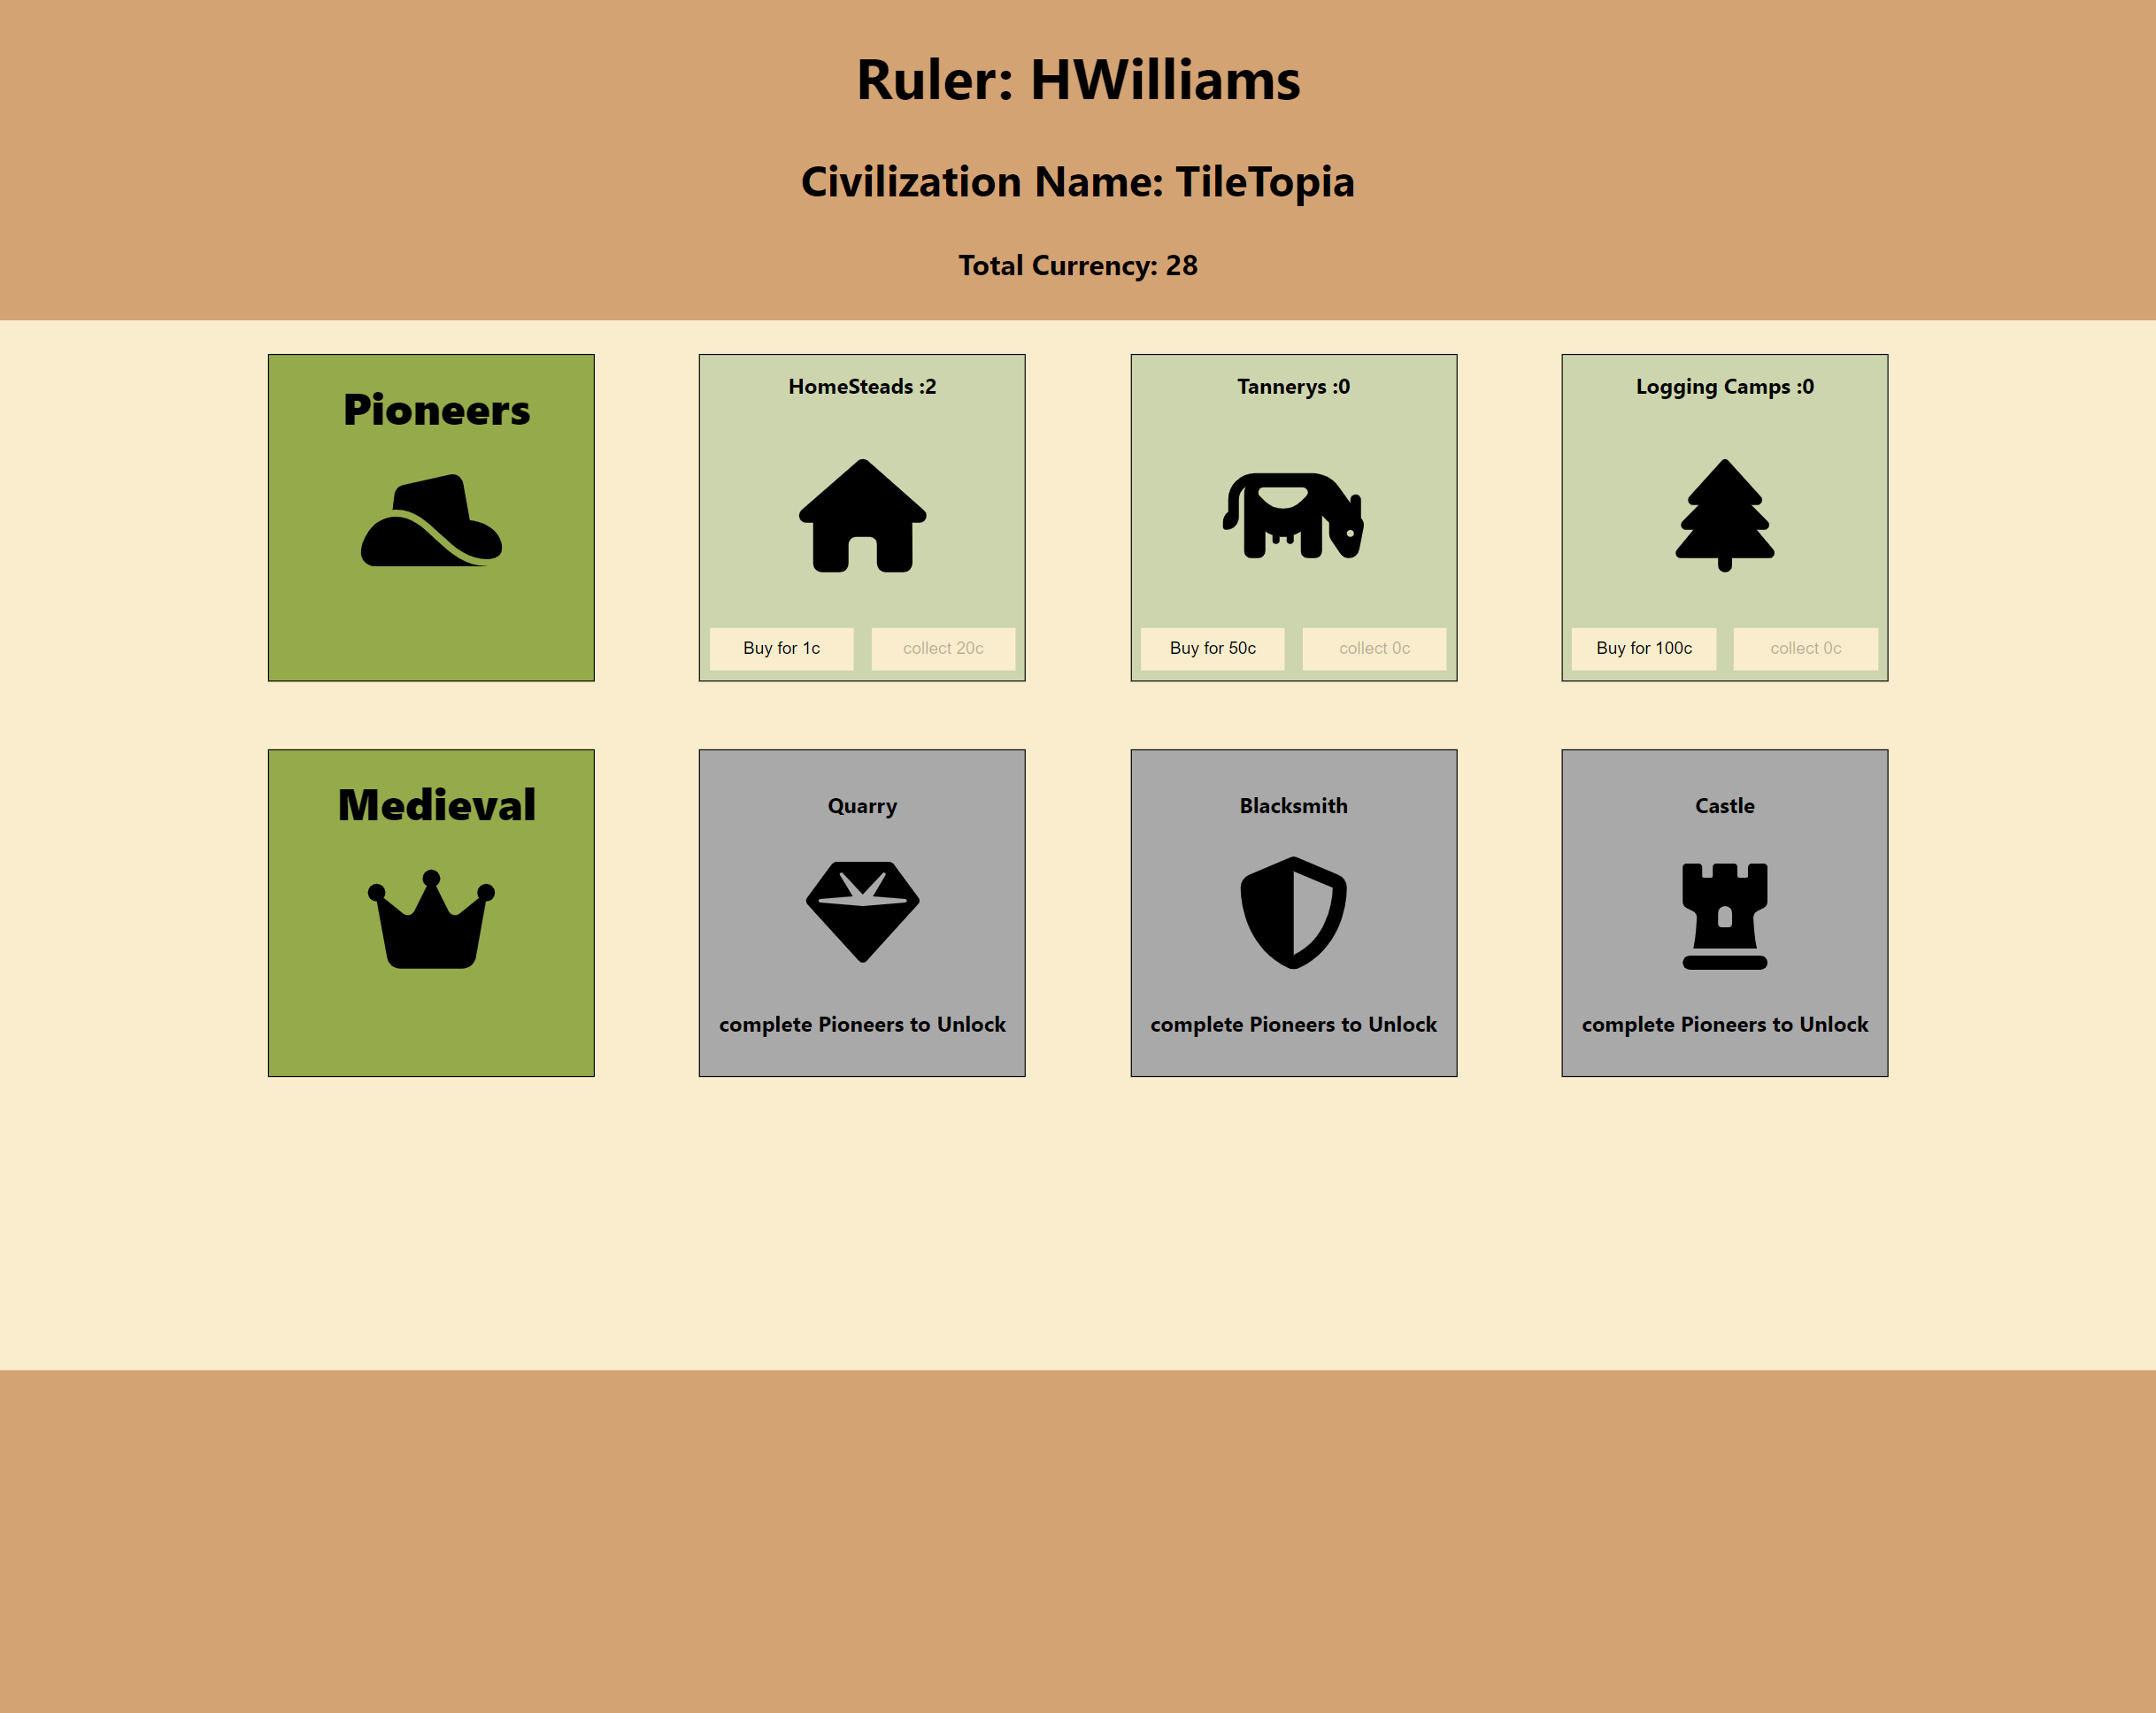 Ruler: HWilliams
Civilization Name: TileTopia
Total Currency: 28
Pioneers
HomeSteads :2
Buy for 1c
collect 20c
Tannerys :0
Buy for 50c
collect 0c
Logging Camps :0
Buy for 100c
collect 0c
Medieval
Quarry
complete Pioneers to Unlock
Blacksmith
complete Pioneers to Unlock
Castle
complete Pioneers to Unlock